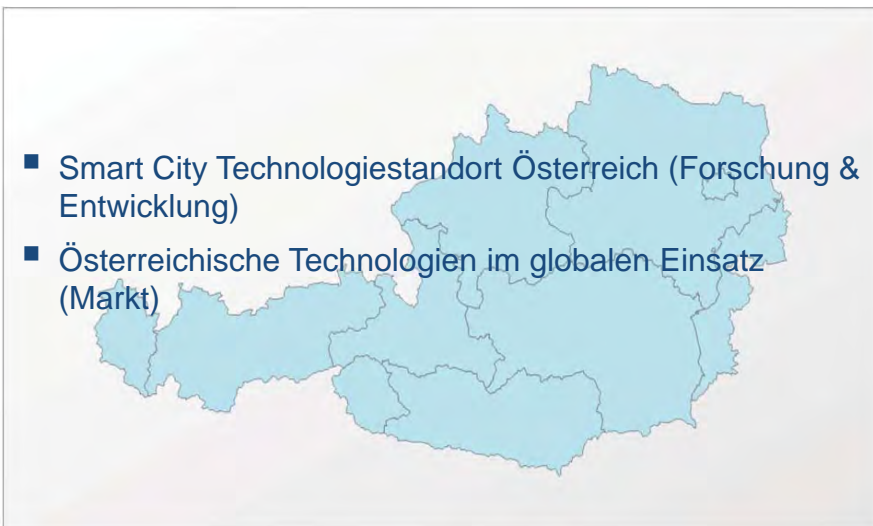 ▪ Smart City Technologiestandort Österreich (Forschung &
Entwicklung)
▪ Österreichische Technologien im globalen Einsatz
(Markt)